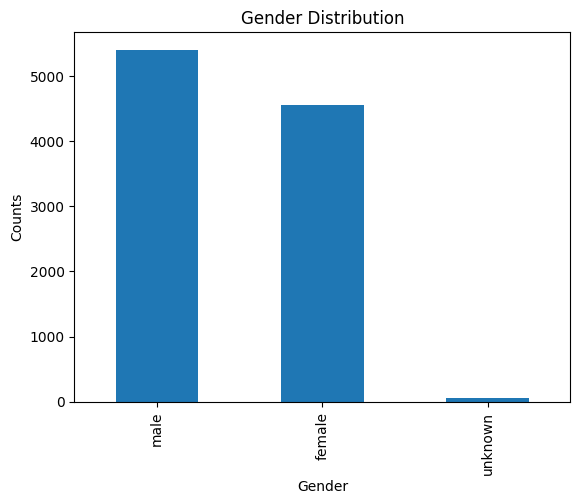 Gender Distribution
Counts
5000
4000
3000
2000
1000
0
male
female
unknown
Gender